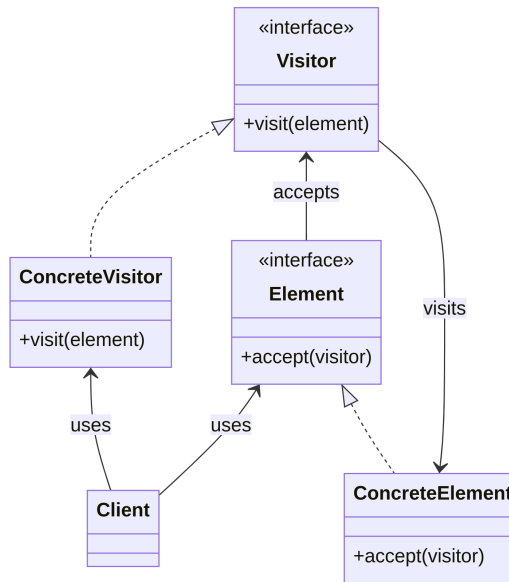 «interface»
Visitor
+visit(element)
accepts
ConcreteVisitor
+visit(element)
«interface»
Element
+accept(visitor)
visits
uses
uses
Client
ConcreteElement
+accept(visitor)